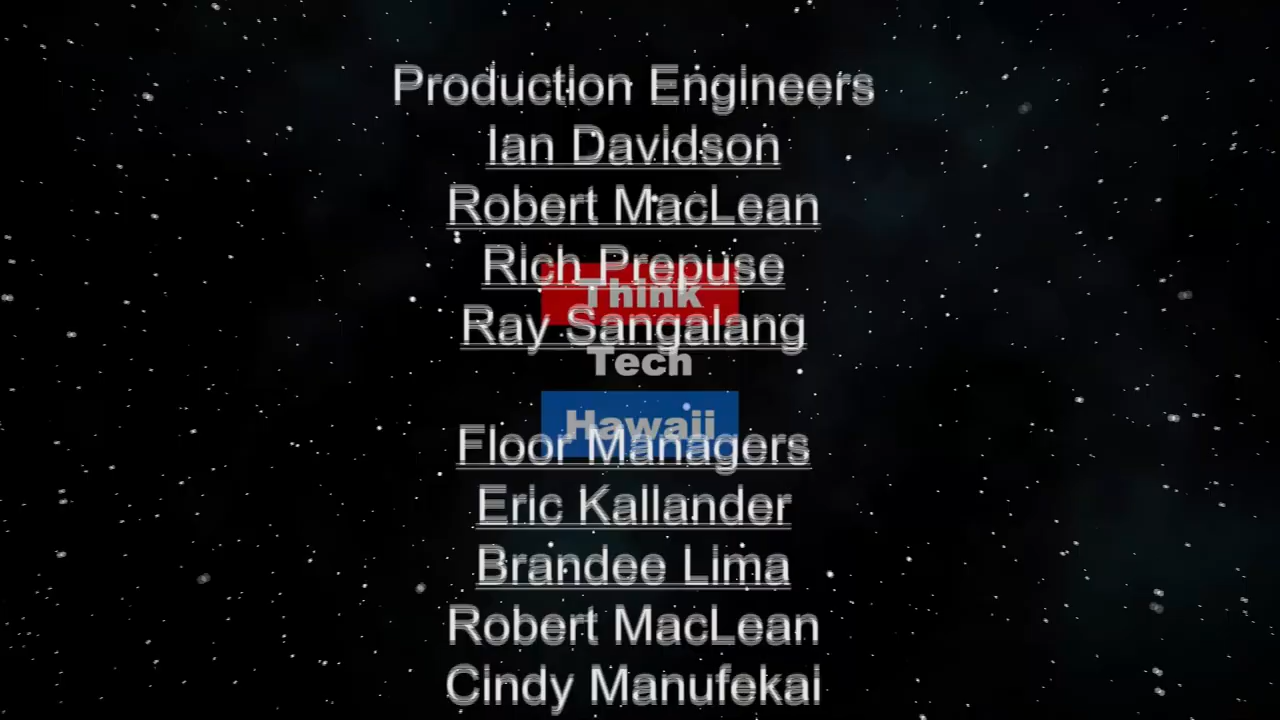 Production Engineers
Ian Davidson
Robert MacLean
Rich Prepuse
Think
Ray Sangalang
Tech
Hawaii
Floor Managers
Eric Kallander
Brandee Lima
Robert MacLean
Cindy Manufekai